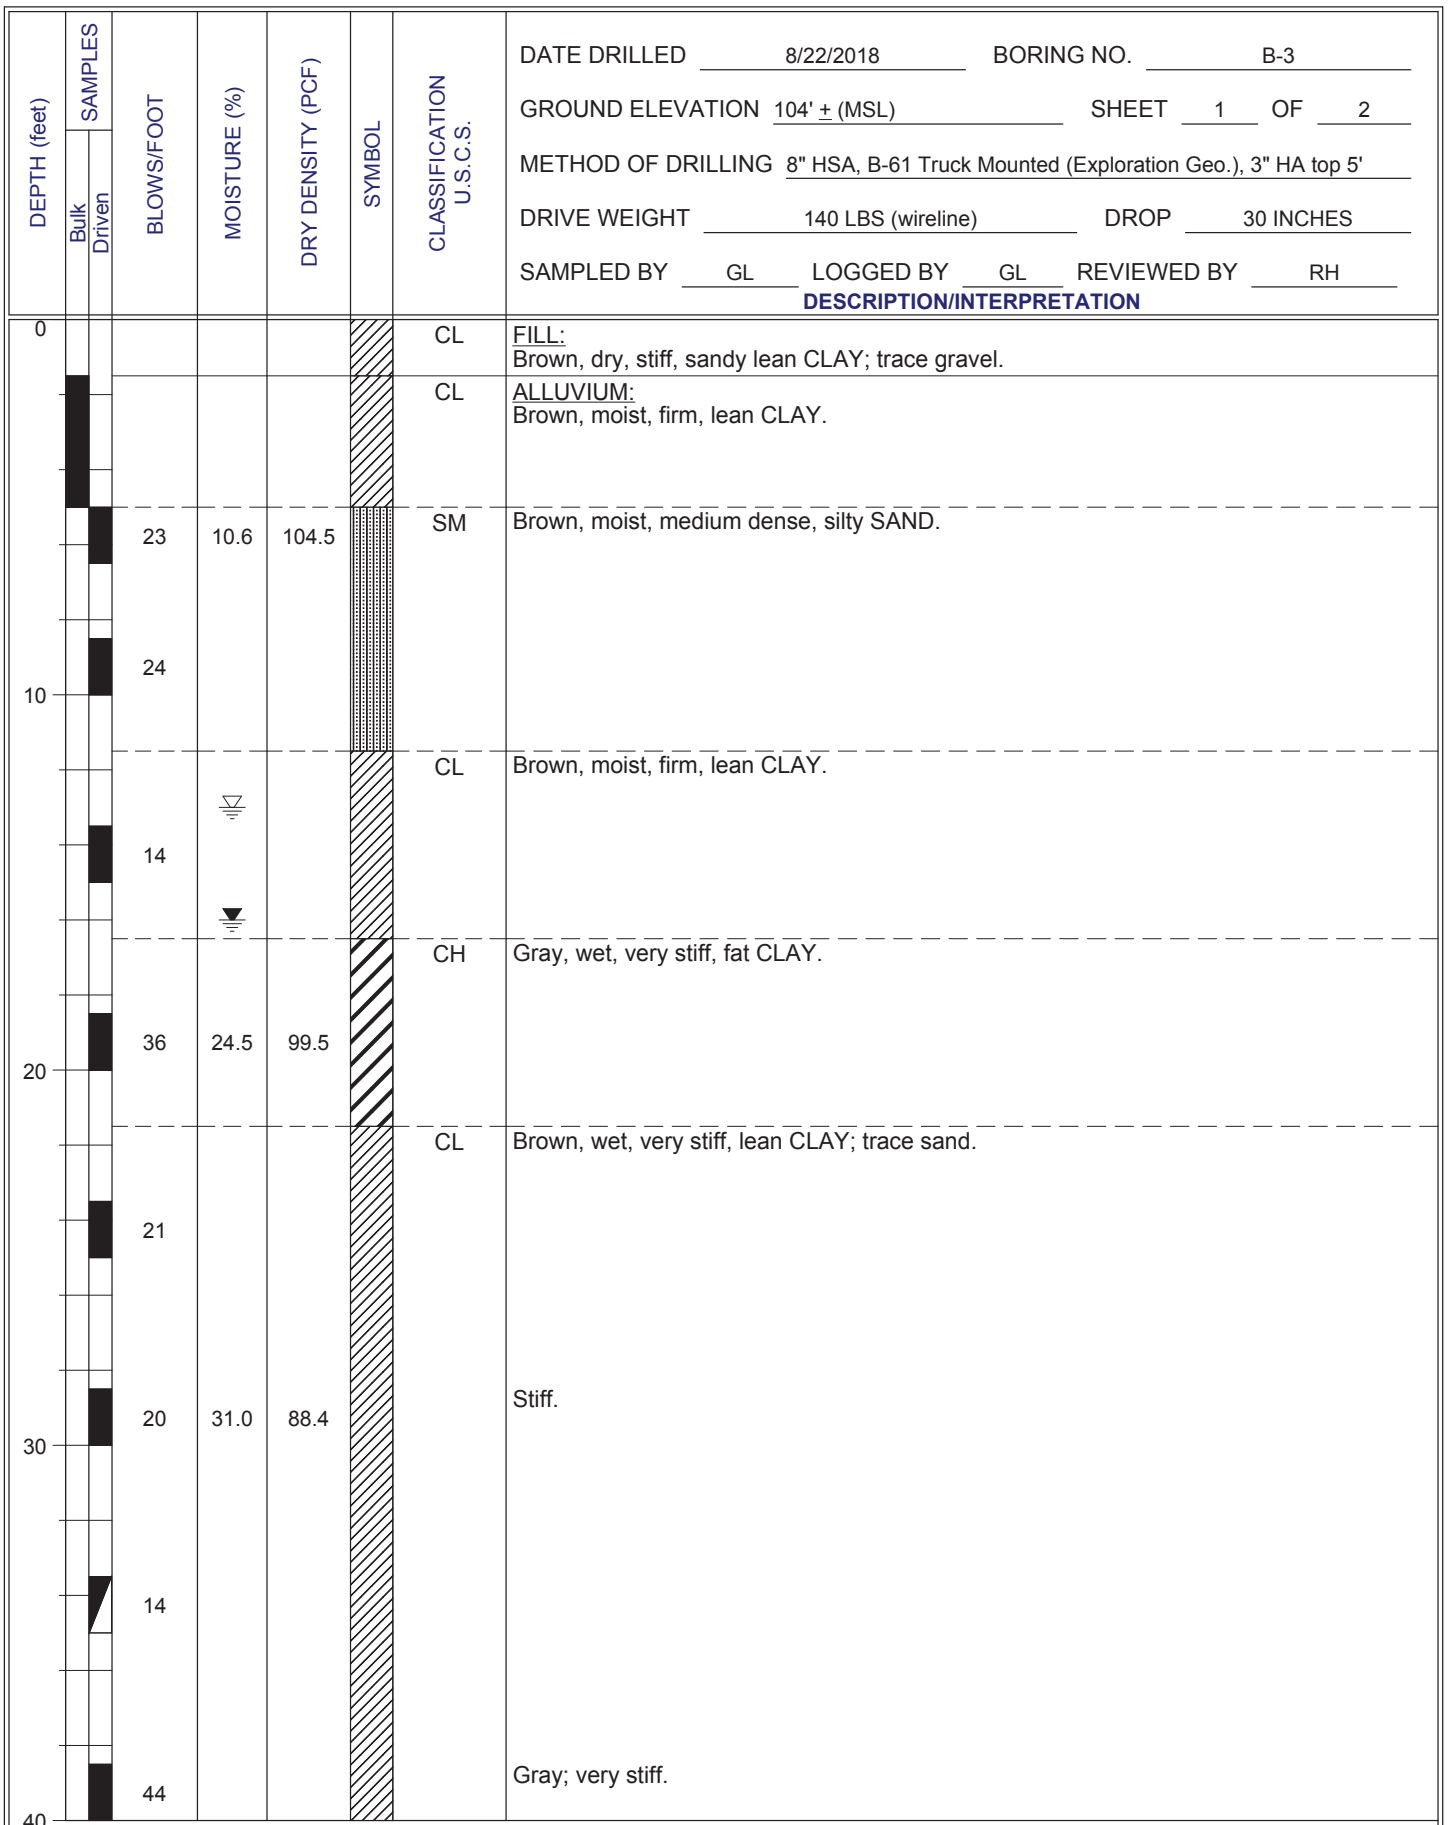 DEPTH (feet)
SAMPLES
Bulk
Driven
BLOWS/FOOT
MOISTURE (%)
DRY DENSITY (PCF)
SYMBOL
CLASSIFICATION
U.S.C.S.
DATE DRILLED 8/22/2018 BORING NO. B-3
GROUND ELEVATION 104' ± (MSL) SHEET 1 OF 2
METHOD OF DRILLING 8" HSA, B-61 Truck Mounted (Exploration Geo.), 3" HA top 5'
DRIVE WEIGHT 140 LBS (wireline) DROP 30 INCHES
SAMPLED BY GL LOGGED BY GL REVIEWED BY RH
DESCRIPTION/INTERPRETATION
0 CL FILL:
Brown, dry, stiff, sandy lean CLAY; trace gravel.
CL ALLUVIUM:
Brown, moist, firm, lean CLAY.
SM Brown, moist, medium dense, silty SAND.
23 10.6 104.5
24
10
CL Brown, moist, firm, lean CLAY.
14
CH Gray, wet, very stiff, fat CLAY.
36 24.5 99.5
20
CL Brown, wet, very stiff, lean CLAY; trace sand.
21
Stiff.
20 31.0 88.4
30
14
Gray; very stiff.
44
40